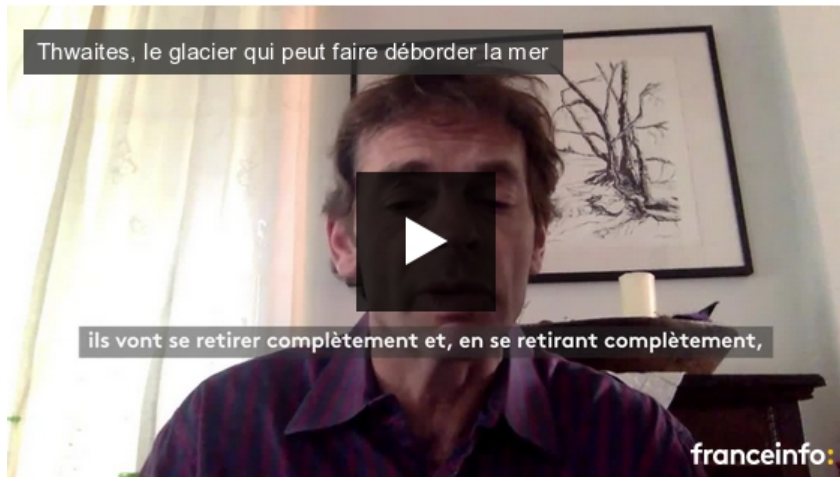 Thwaites, le glacier qui peut faire déborder la mer
ils vont se retirer complètement et, en se retirant complètement,
franceinfo: